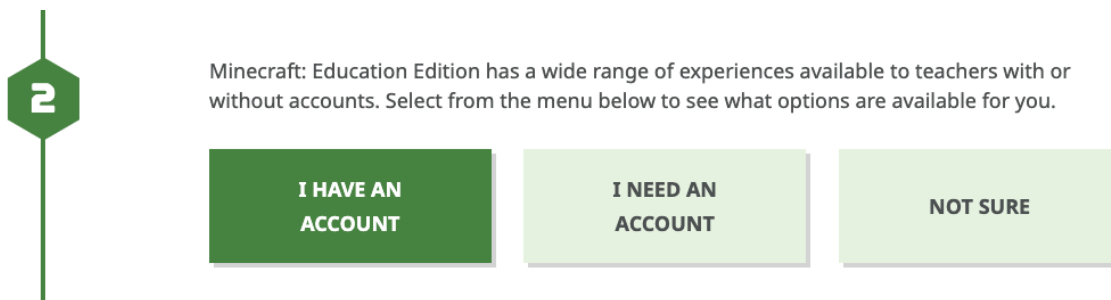 2
Minecraft: Education Edition has a wide range of experiences available to teachers with or
without accounts. Select from the menu below to see what options are available for you.
I HAVE AN
ACCOUNT
I NEED AN
ACCOUNT
NOT SURE